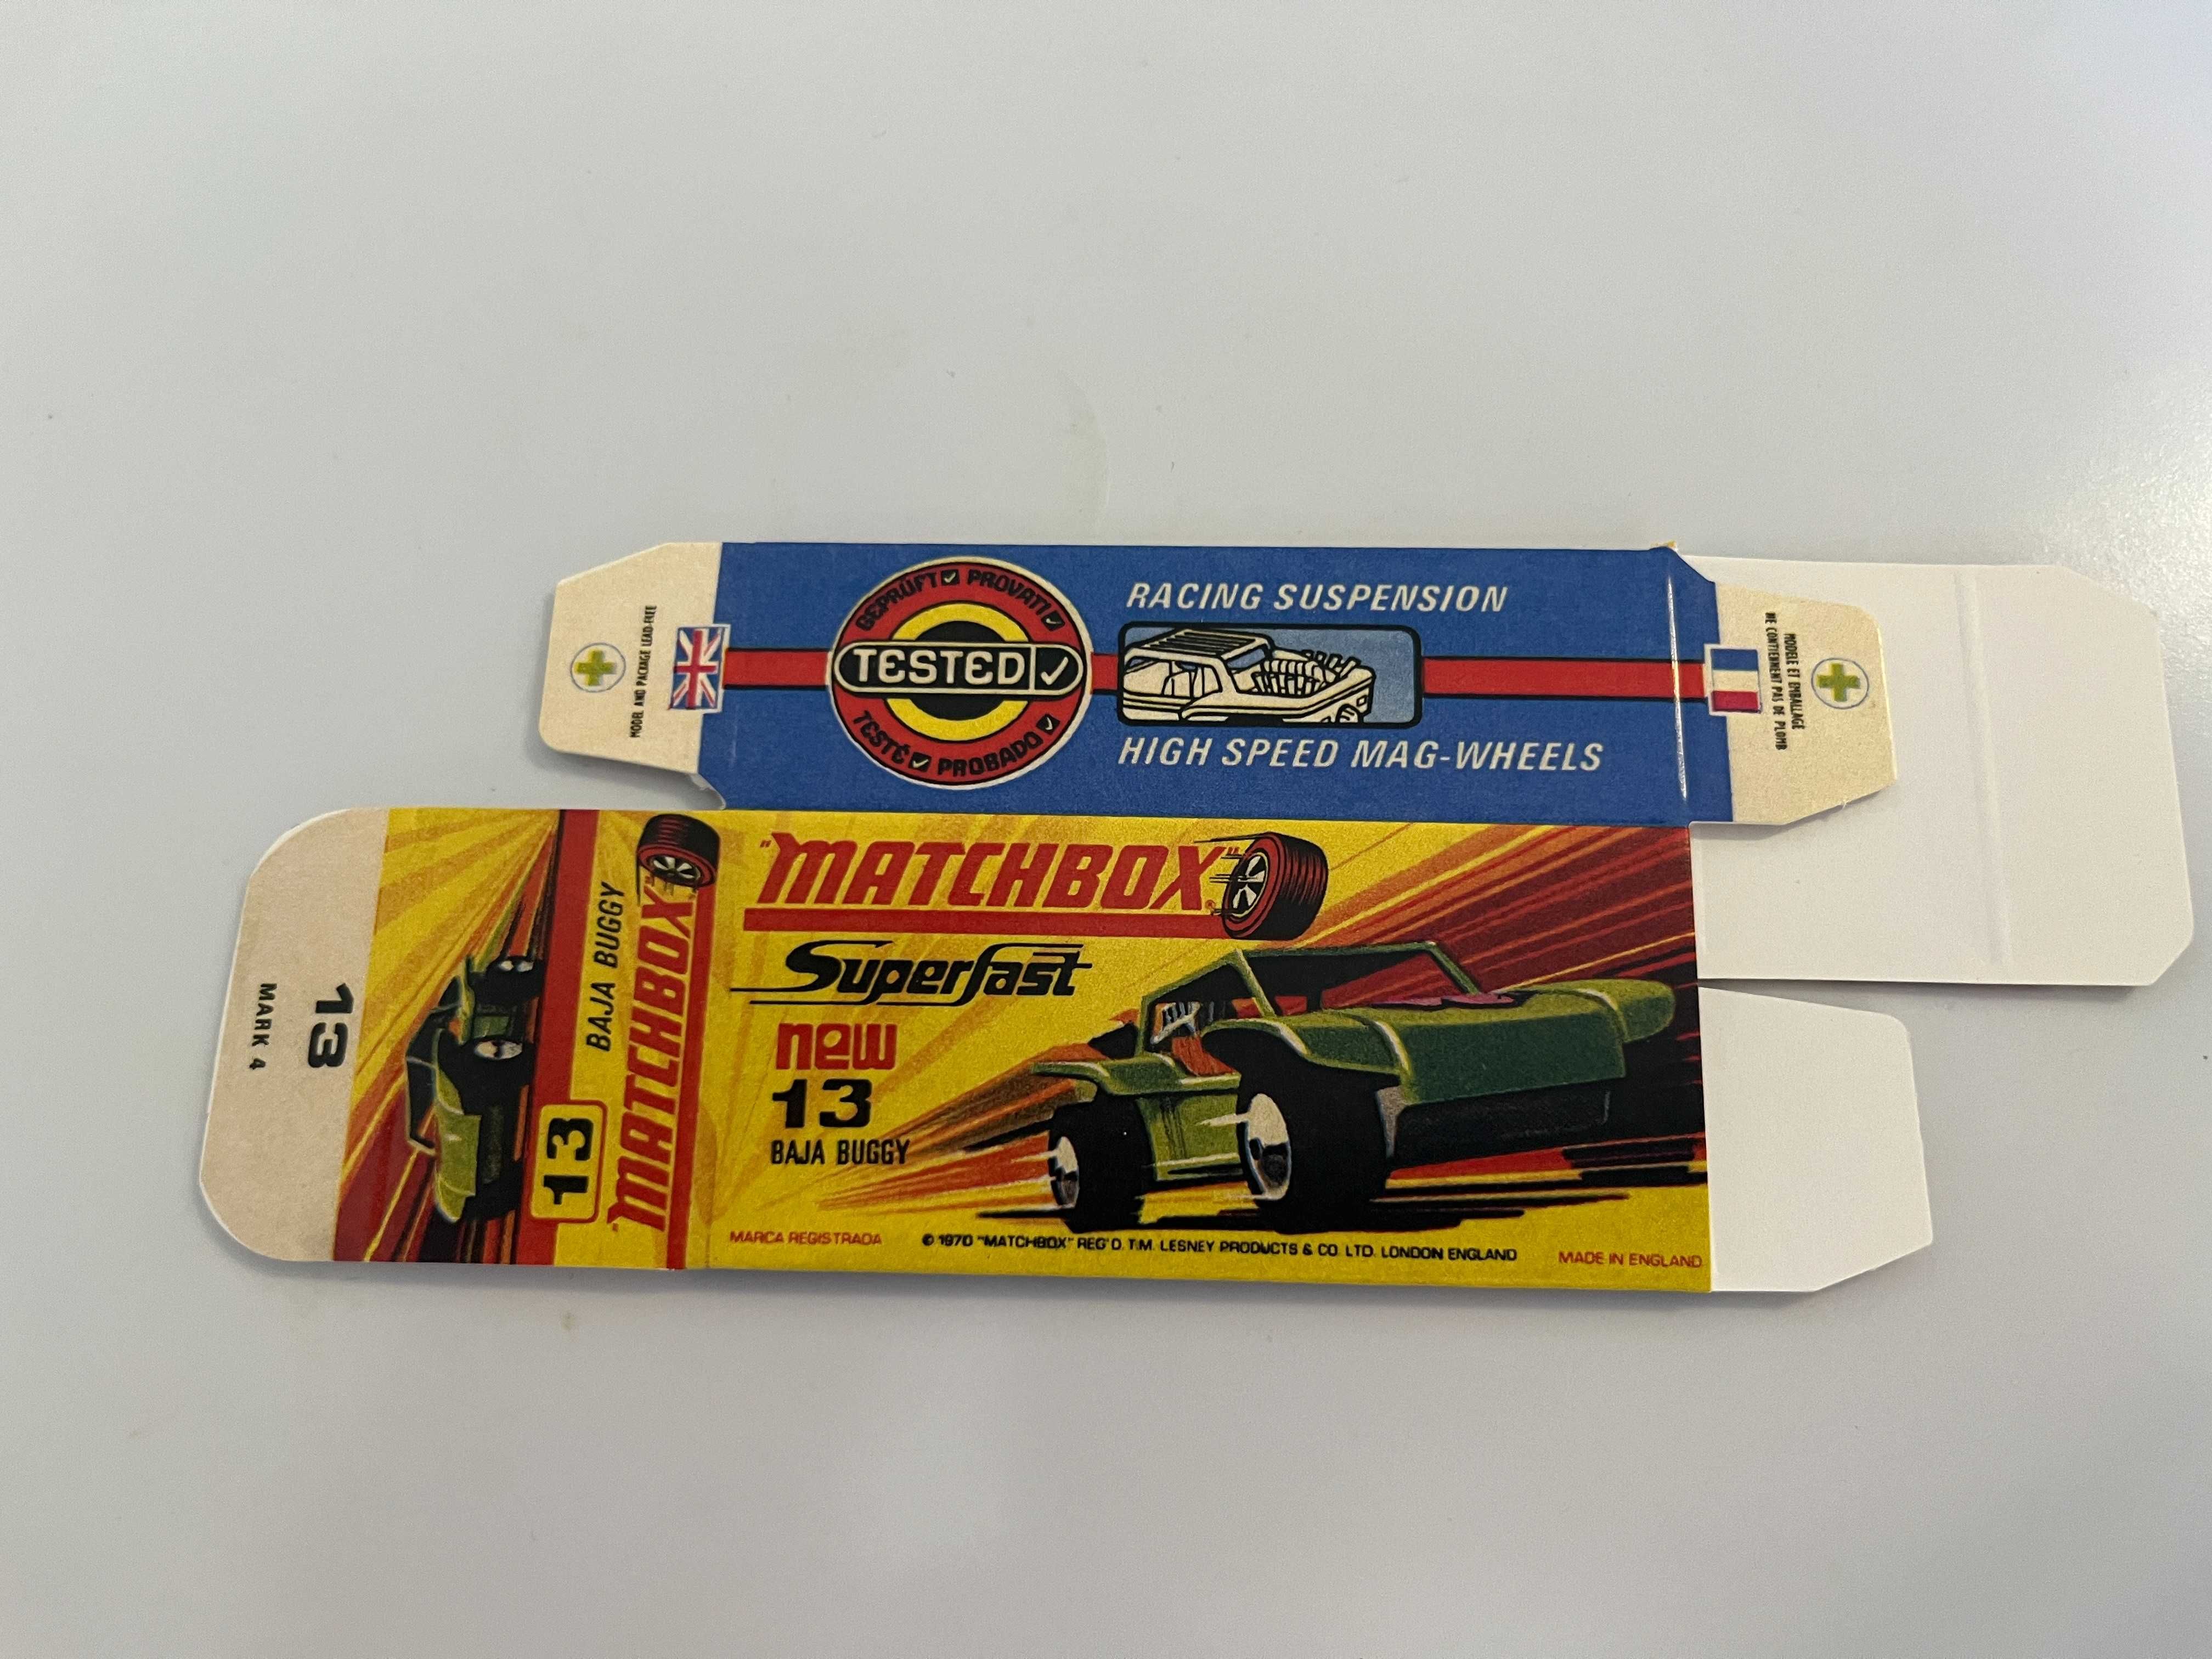 GEPRÜFT PROVATI
TESTED
TESTÉ PROBADO
RACING SUSPENSION
HIGH SPEED MAG-WHEELS
MODEL AND PACKAGE LEAD-FREE
MODELE ET EMBALLAGE
NE CONTIENNENT PAS DE PLOMB
13
MARK 4
BAJA BUGGY
13
"MATCHBOX"
"MATCHBOX"®
Superfast
new
13
BAJA BUGGY
MARCA REGISTRADA
© 1970 "MATCHBOX" REG'D. T.M. LESNEY PRODUCTS & CO. LTD. LONDON ENGLAND
MADE IN ENGLAND